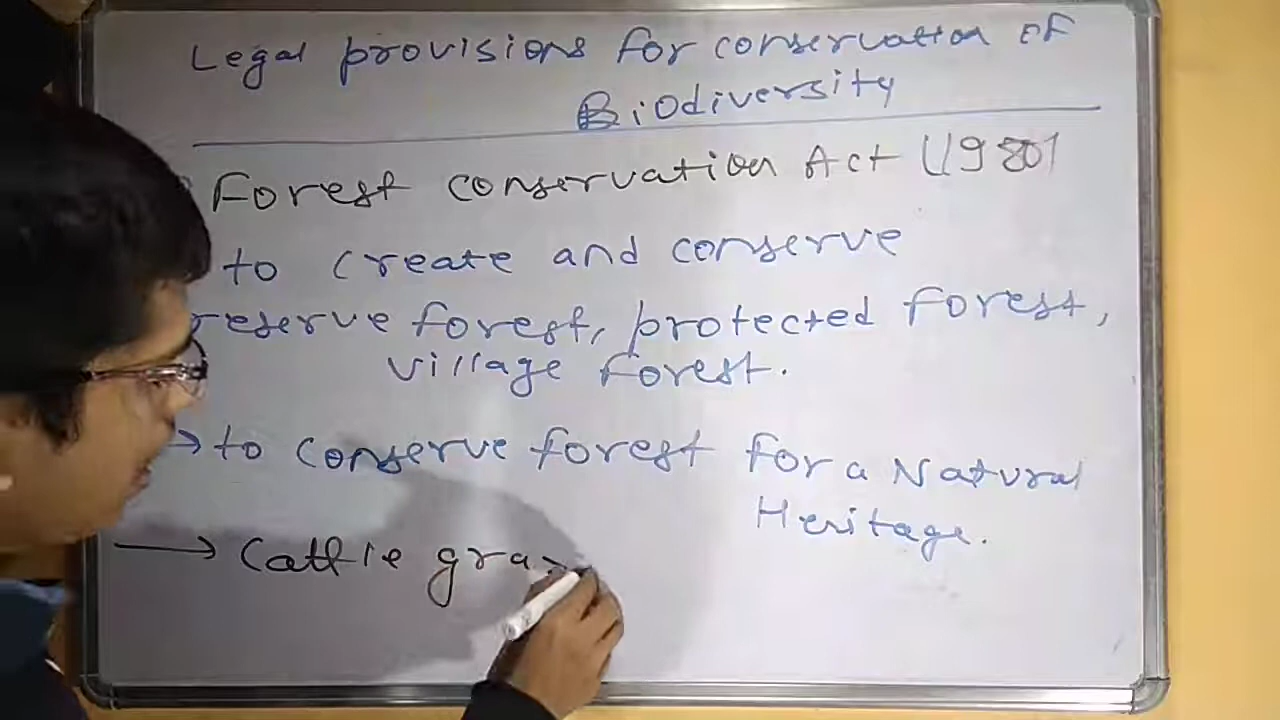 Legal provisions for conservation of
Biodiversity
Forest conservation Act (1980)
to create and conserve
reserve forest, protected forest,
village forest.
→ to conserve forest for a Natural
Heritage.
→ Cattle graz